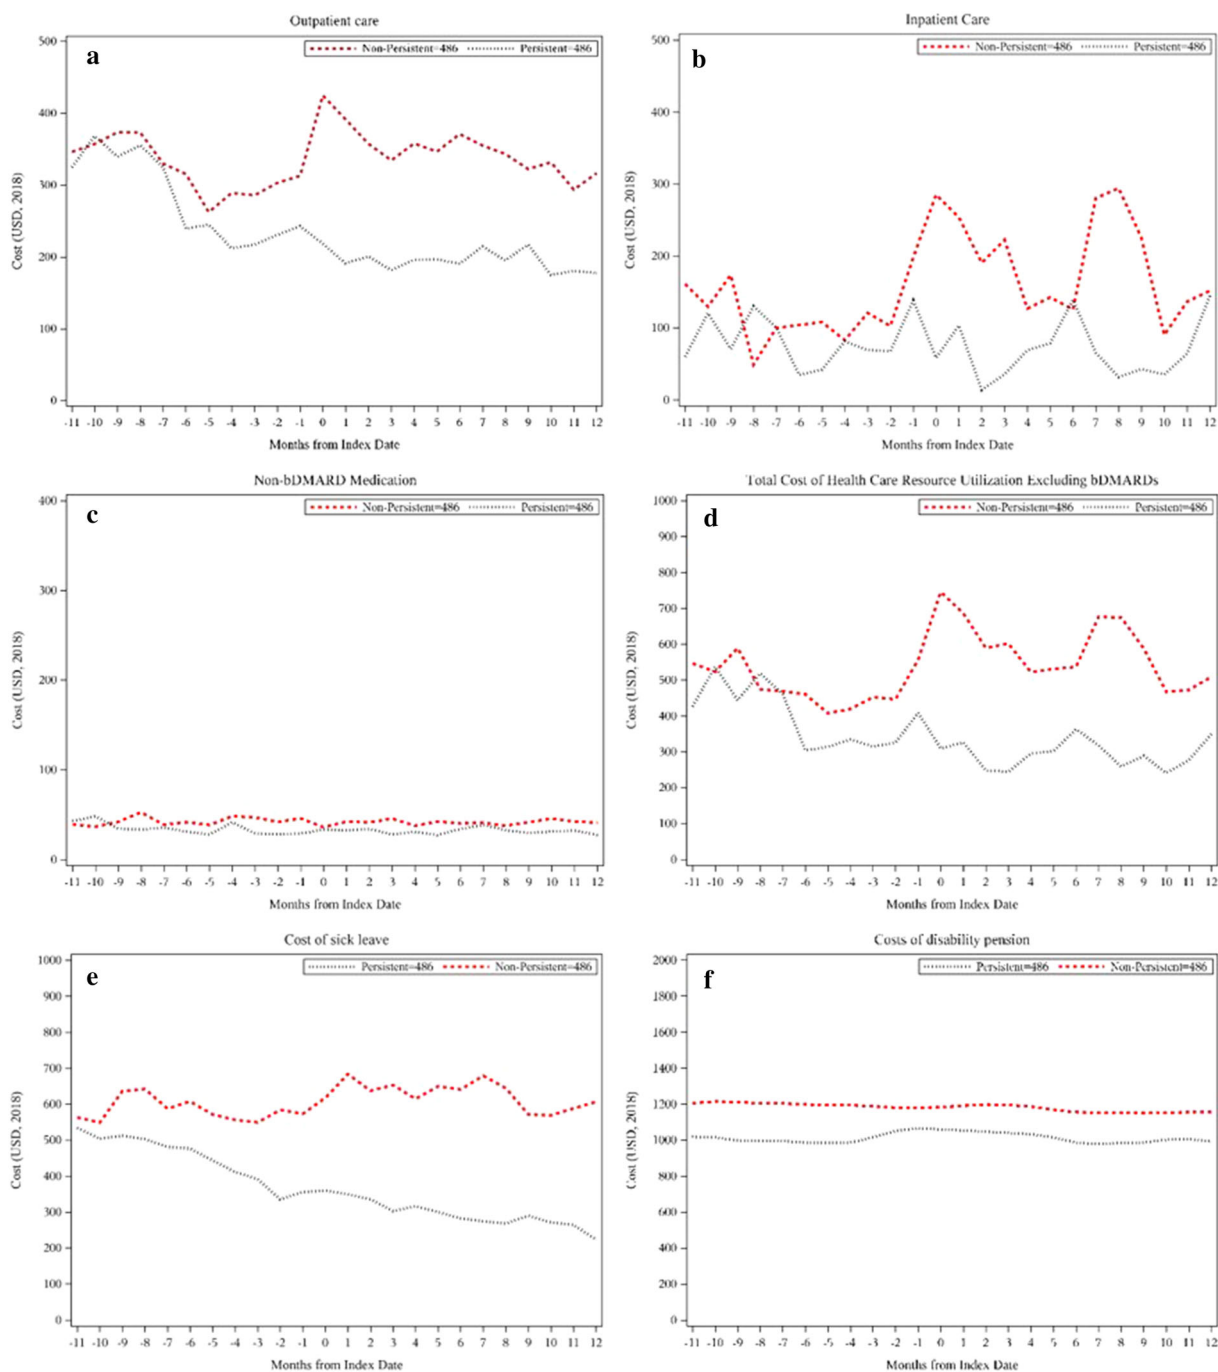 Outpatient care
a
Non-Persistent=486 Persistent=486
500
400
300
200
100
0
Cost (USD, 2018)
-11 -10 -9 -8 -7 -6 -5 -4 -3 -2 -1 0 1 2 3 4 5 6 7 8 9 10 11 12
Months from Index Date
Inpatient Care
b
Non-Persistent=486 Persistent=486
500
400
300
200
100
0
Cost (USD, 2018)
-11 -10 -9 -8 -7 -6 -5 -4 -3 -2 -1 0 1 2 3 4 5 6 7 8 9 10 11 12
Months from Index Date
Non-bDMARD Medication
c
Non-Persistent=486 Persistent=486
400
300
200
100
0
Cost (USD, 2018)
-11 -10 -9 -8 -7 -6 -5 -4 -3 -2 -1 0 1 2 3 4 5 6 7 8 9 10 11 12
Months from Index Date
Total Cost of Health Care Resource Utilization Excluding bDMARDs
d
Non-Persistent=486 Persistent=486
1000
900
800
700
600
500
400
300
200
100
0
Cost (USD, 2018)
-11 -10 -9 -8 -7 -6 -5 -4 -3 -2 -1 0 1 2 3 4 5 6 7 8 9 10 11 12
Months from Index Date
Cost of sick leave
e
Persistent=486 Non-Persistent=486
1000
900
800
700
600
500
400
300
200
100
0
Cost (USD, 2018)
-11 -10 -9 -8 -7 -6 -5 -4 -3 -2 -1 0 1 2 3 4 5 6 7 8 9 10 11 12
Months from Index Date
Costs of disability pension
f
Persistent=486 Non-Persistent=486
2000
1800
1600
1400
1200
1000
800
600
400
200
0
Cost (USD, 2018)
-11 -10 -9 -8 -7 -6 -5 -4 -3 -2 -1 0 1 2 3 4 5 6 7 8 9 10 11 12
Months from Index Date